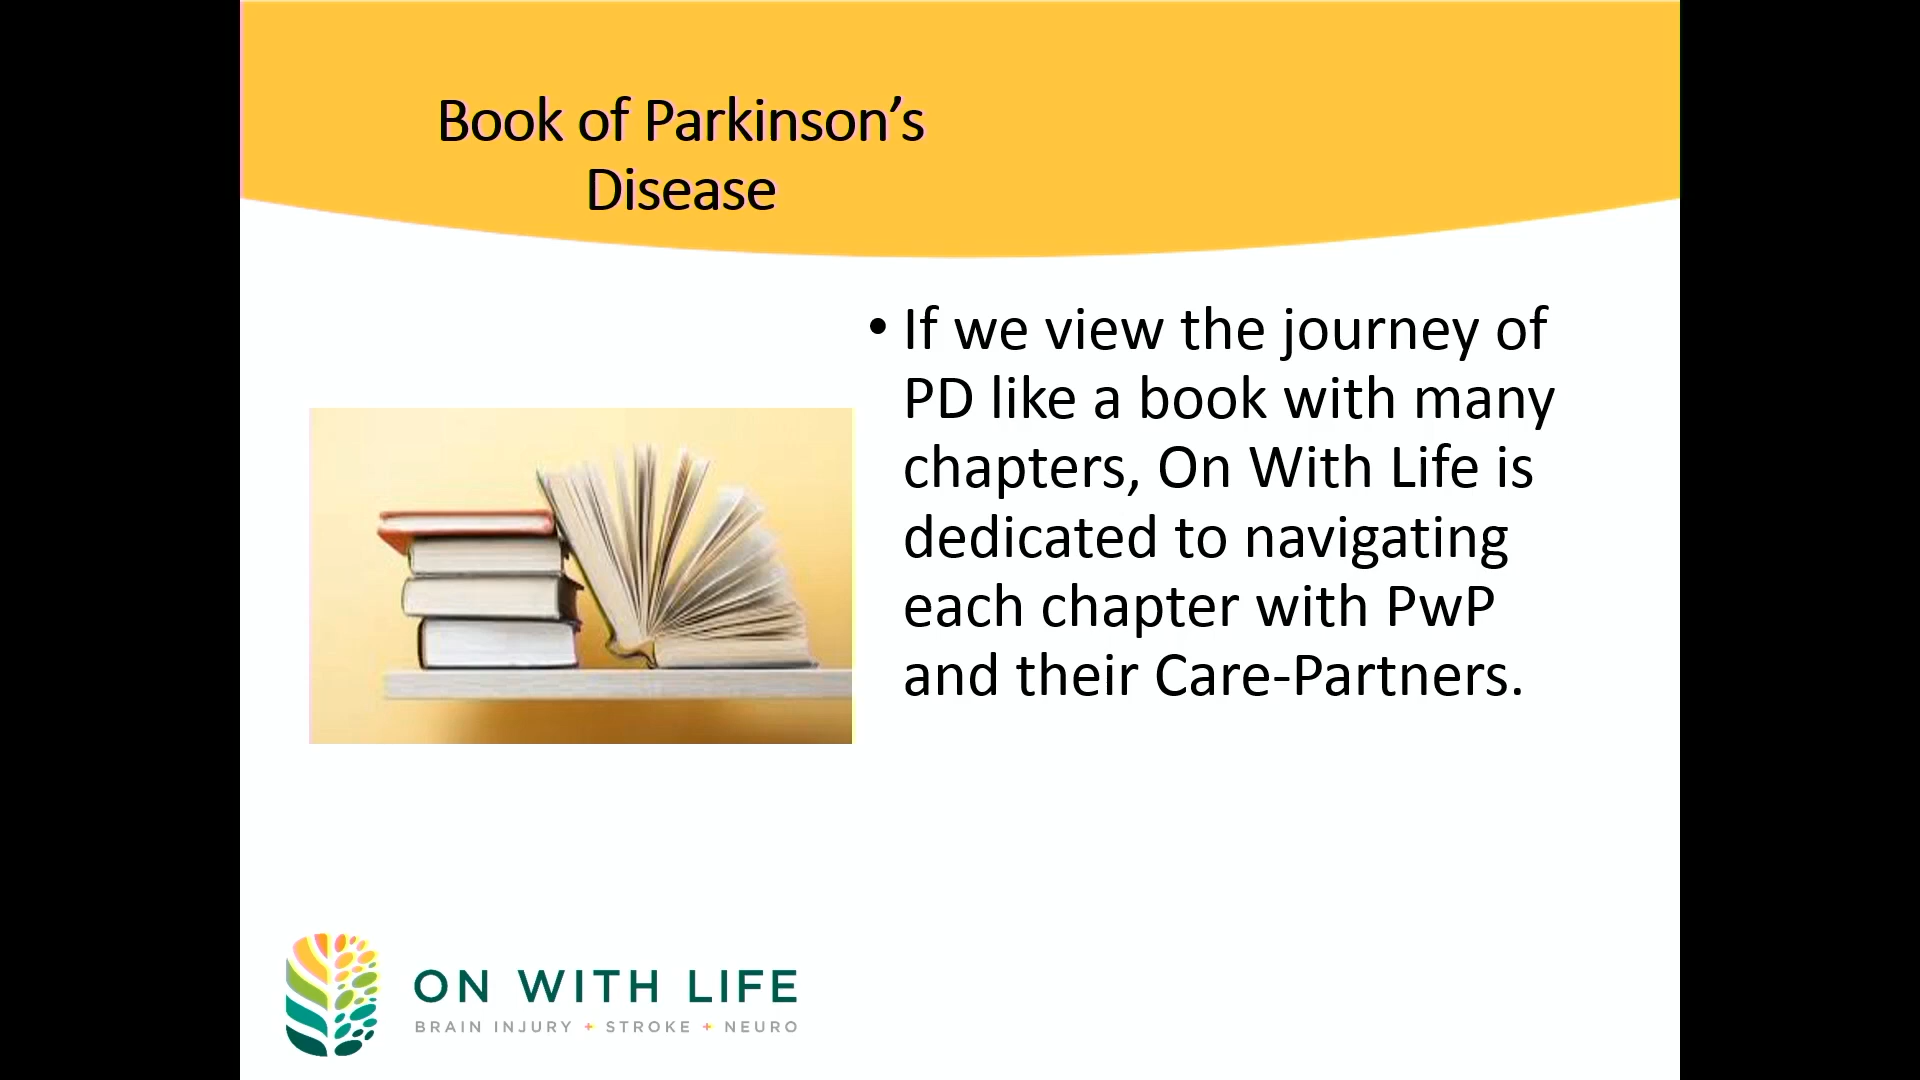 Book of Parkinson’s
Disease
• If we view the journey of
PD like a book with many
chapters, On With Life is
dedicated to navigating
each chapter with PwP
and their Care-Partners.
ON WITH LIFE
BRAIN INJURY + STROKE + NEURO